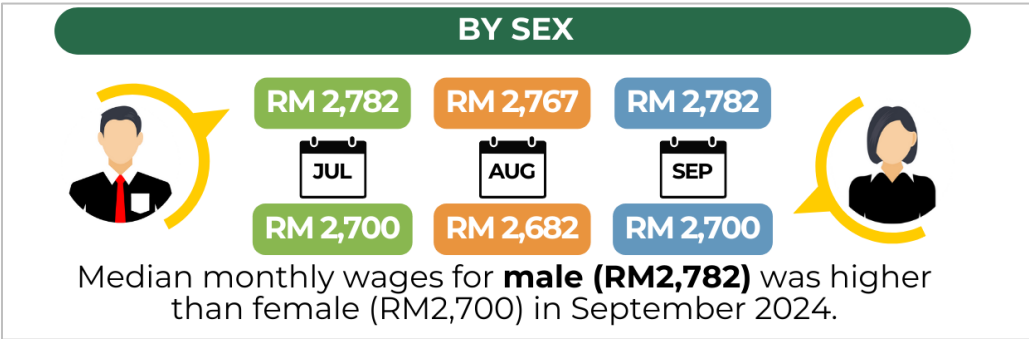 BY SEX
RM 2,782 RM 2,767 RM 2,782
JUL AUG SEP
RM 2,700 RM 2,682 RM 2,700
Median monthly wages for male (RM2,782) was higher
than female (RM2,700) in September 2024.